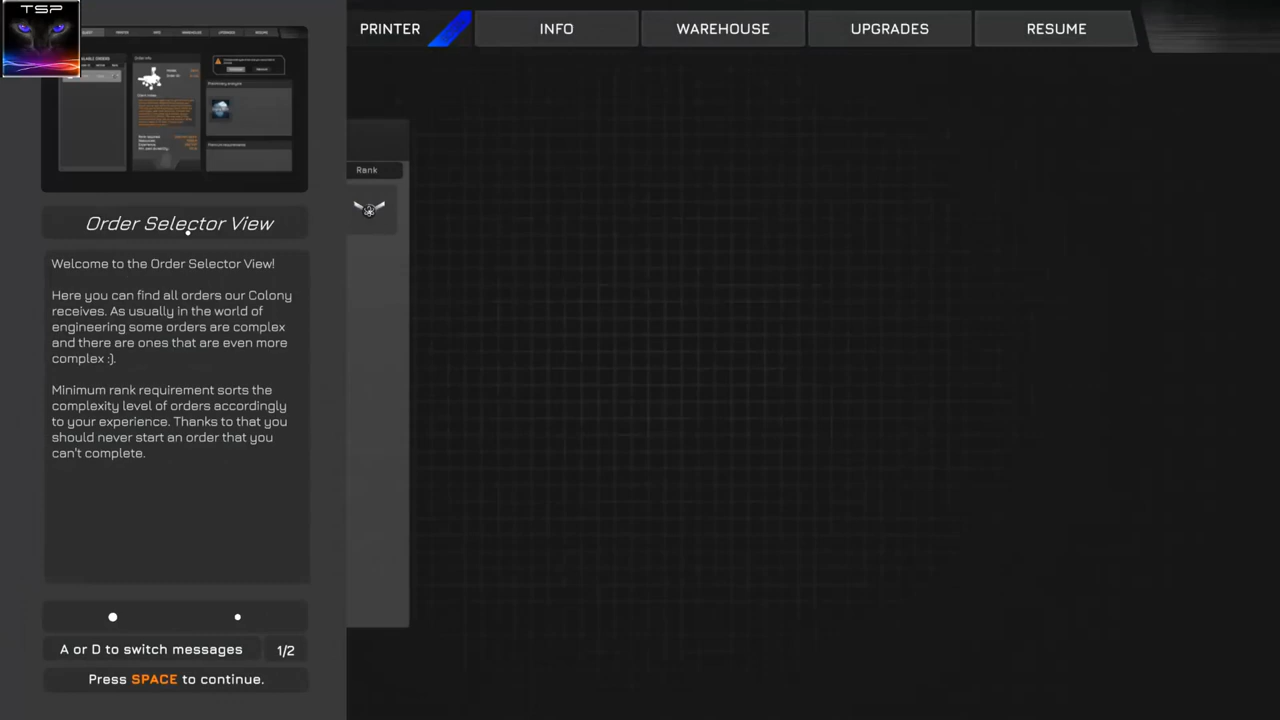 TSP
PRINTER
INFO
WAREHOUSE
UPGRADES
RESUME
Rank
Order Selector View
Welcome to the Order Selector View!
Here you can find all orders our Colony
receives. As usually in the world of
engineering some orders are complex
and there are ones that are even more
complex :).
Minimum rank requirement sorts the
complexity level of orders accordingly
to your experience. Thanks to that you
should never start an order that you
can't complete.
A or D to switch messages
1/2
Press SPACE to continue.